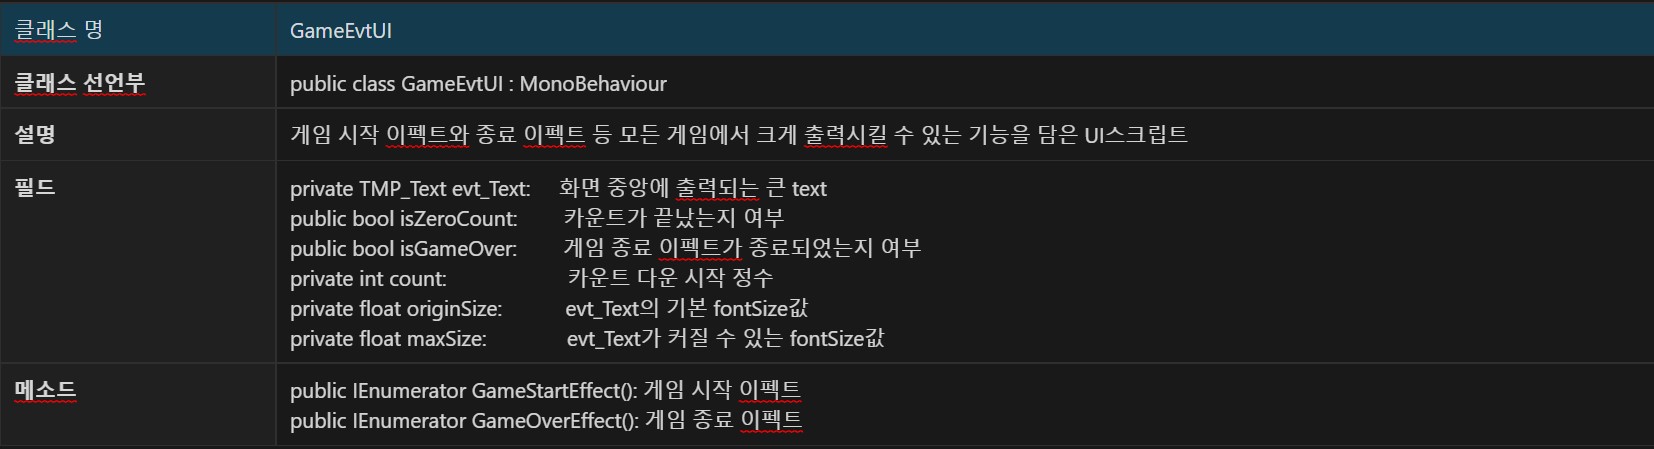 클래스 명 GameEvtUI
클래스 선언부 public class GameEvtUI : MonoBehaviour
설명 게임 시작 이펙트와 종료 이펙트 등 모든 게임에서 크게 출력시킬 수 있는 기능을 담은 UI스크립트
필드 private TMP_Text evt_Text: 화면 중앙에 출력되는 큰 text
public bool isZeroCount: 카운트가 끝났는지 여부
public bool isGameOver: 게임 종료 이펙트가 종료되었는지 여부
private int count: 카운트 다운 시작 정수
private float originSize: evt_Text의 기본 fontSize값
private float maxSize: evt_Text가 커질 수 있는 fontSize값
메소드 public IEnumerator GameStartEffect(): 게임 시작 이펙트
public IEnumerator GameOverEffect(): 게임 종료 이펙트